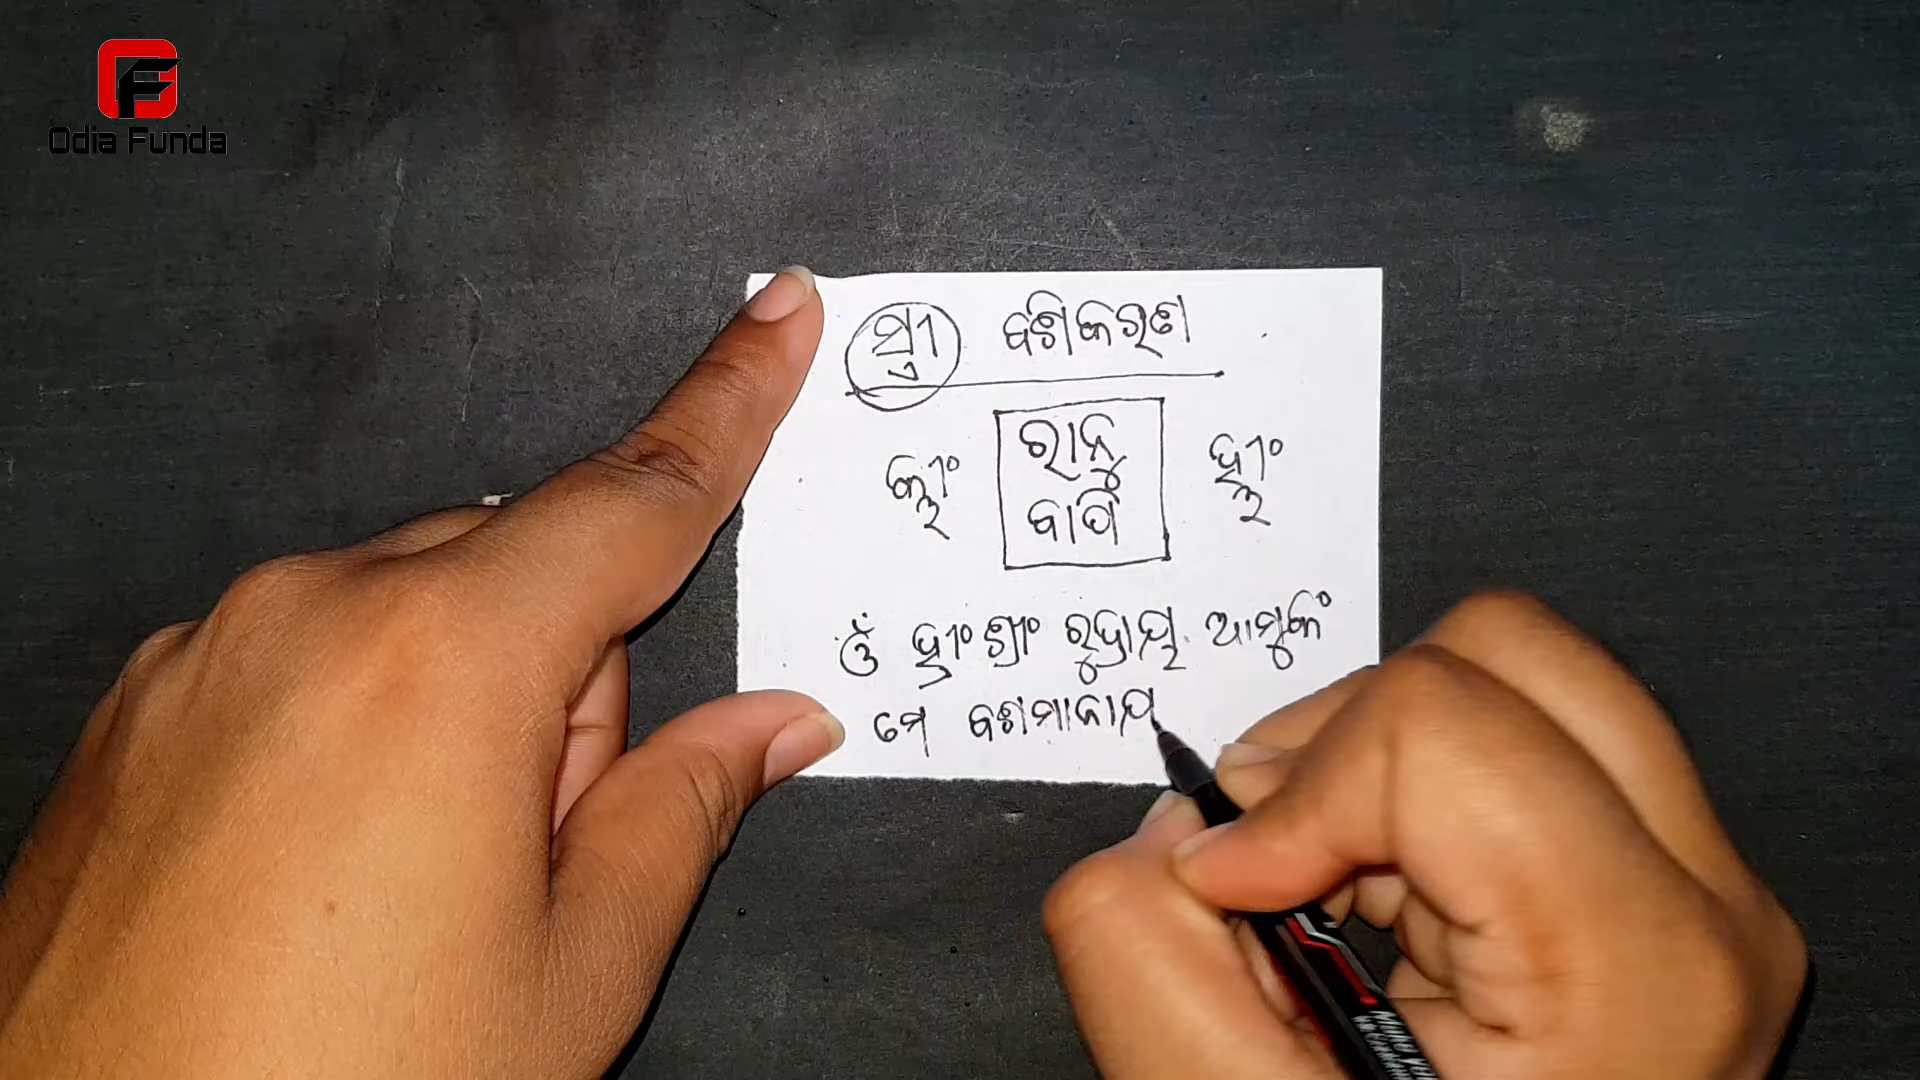 Odia Funda
ସ୍ତ୍ରୀ ବଶିକରଣ
ରାନୁ
କ୍ଲୀଂ ହ୍ଲୀଂ
ବାପି
ଓଁ ହ୍ରୀଂ ଶ୍ରୀଂ ରୁଦ୍ରାୟ ଆମୁକିଂ
ମେ ବଶମାନାୟ